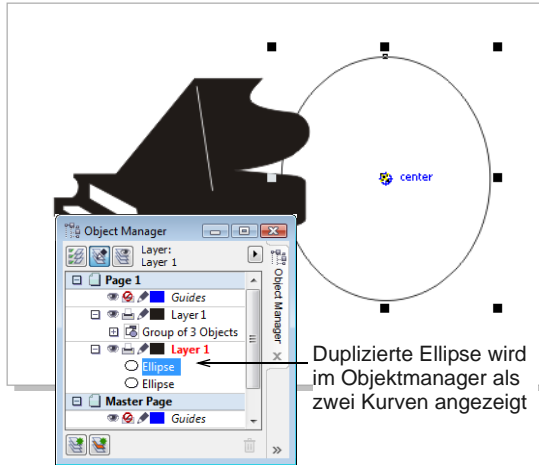 center
Object Manager
Layer:
Layer 1
Page 1
Guides
Layer 1
Group of 3 Objects
Layer 1
Ellipse
Ellipse
Master Page
Guides
Object Manager
Duplizierte Ellipse wird
im Objektmanager als
zwei Kurven angezeigt